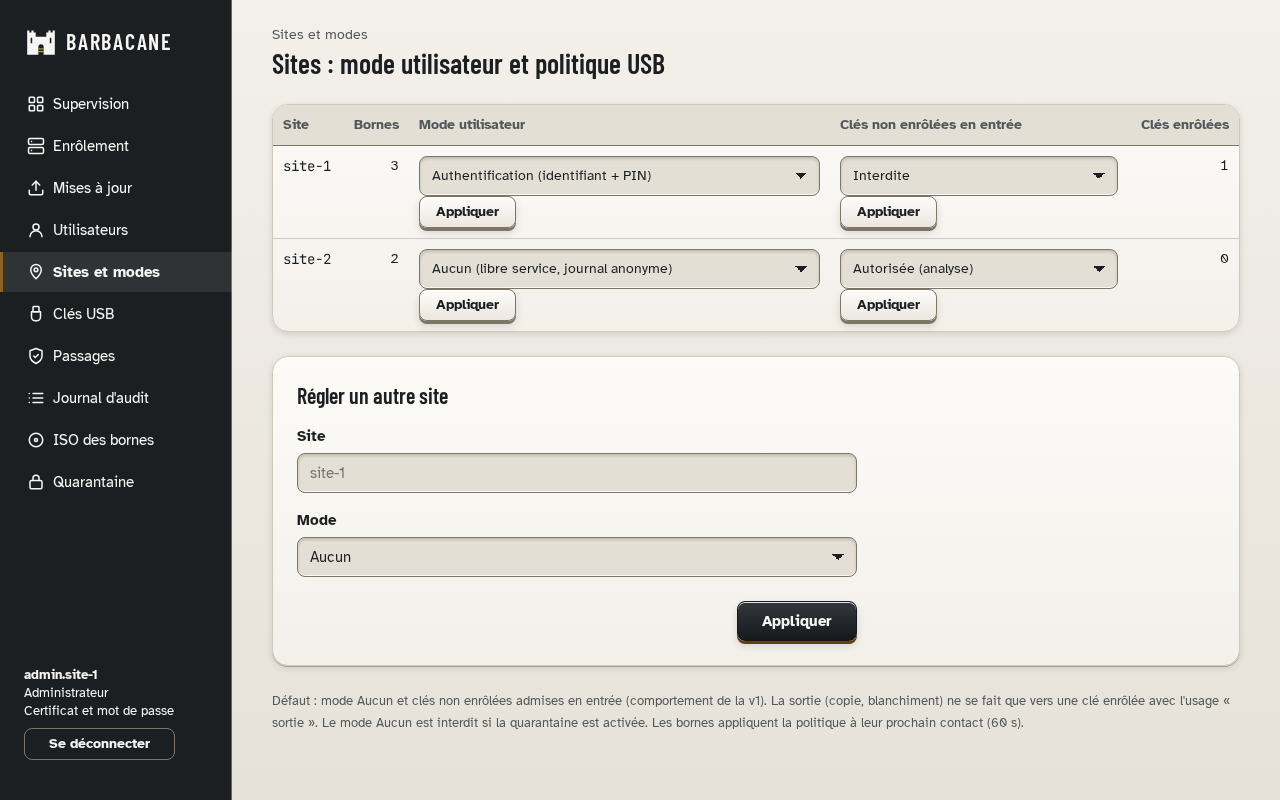 BARBACANE
Supervision
Enrôlement
Mises à jour
Utilisateurs
Sites et modes
Clés USB
Passages
Journal d'audit
ISO des bornes
Quarantaine
admin.site-1
Administrateur
Certificat et mot de passe
Se déconnecter
Sites et modes
Sites : mode utilisateur et politique USB
Site Bornes Mode utilisateur Clés non enrôlées en entrée Clés enrôlées
site-1 3 Authentification (identifiant + PIN) Interdite 1
Appliquer Appliquer
site-2 2 Aucun (libre service, journal anonyme) Autorisée (analyse) 0
Appliquer Appliquer
Régler un autre site
Site
site-1
Mode
Aucun
Appliquer
Défaut : mode Aucun et clés non enrôlées admises en entrée (comportement de la v1). La sortie (copie, blanchiment) ne se fait que vers une clé enrôlée avec l'usage «
sortie ». Le mode Aucun est interdit si la quarantaine est activée. Les bornes appliquent la politique à leur prochain contact (60 s).